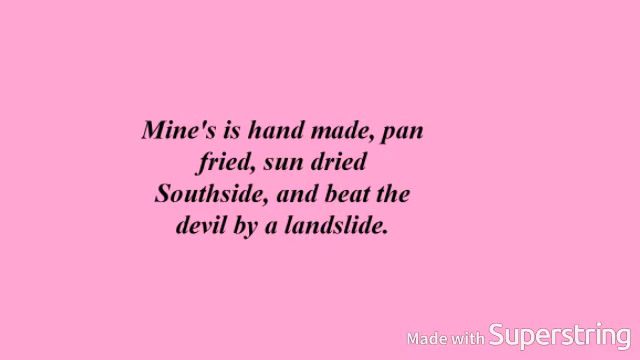 Mine's is hand made, pan
fried, sun dried
Southside, and beat the
devil by a landslide.
Made with Superstring